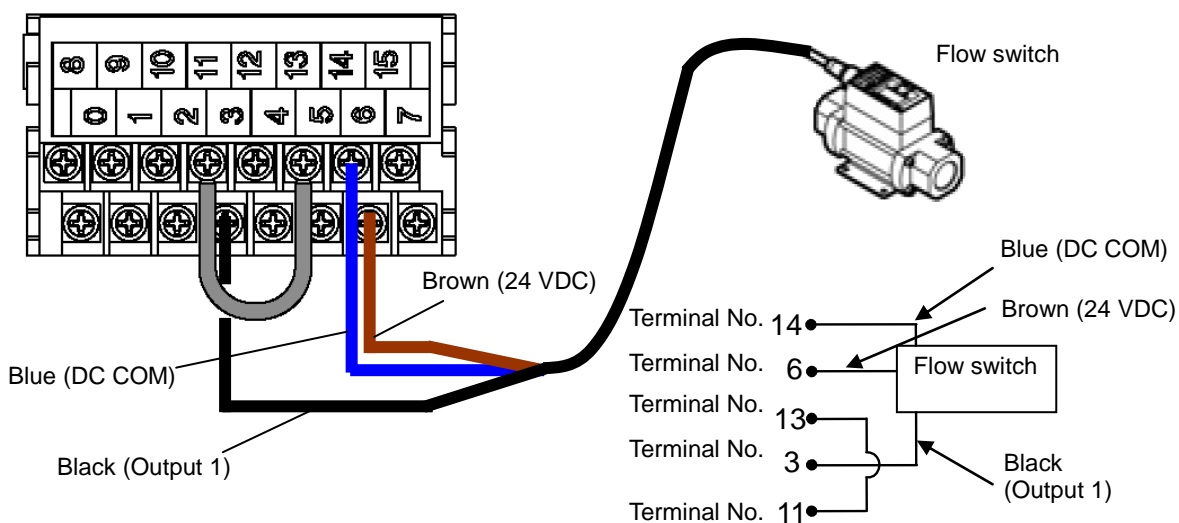 8 9 10 11 12 13 14 15
0 1 2 3 4 5 6 7
Flow switch
Brown (24 VDC)
Blue (DC COM)
Black (Output 1)
Blue (DC COM)
Brown (24 VDC)
Terminal No. 14
Terminal No. 6
Flow switch
Terminal No. 13
Terminal No. 3
Black
(Output 1)
Terminal No. 11